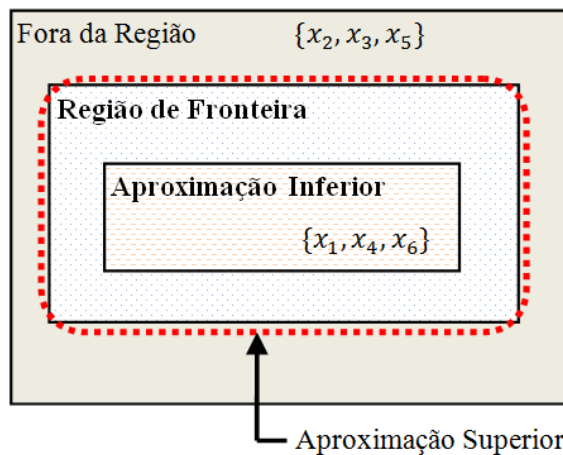 Fora da Região {x₂, x₃, x₅}
Região de Fronteira
Aproximação Inferior
{x₁, x₄, x₆}
Aproximação Superior